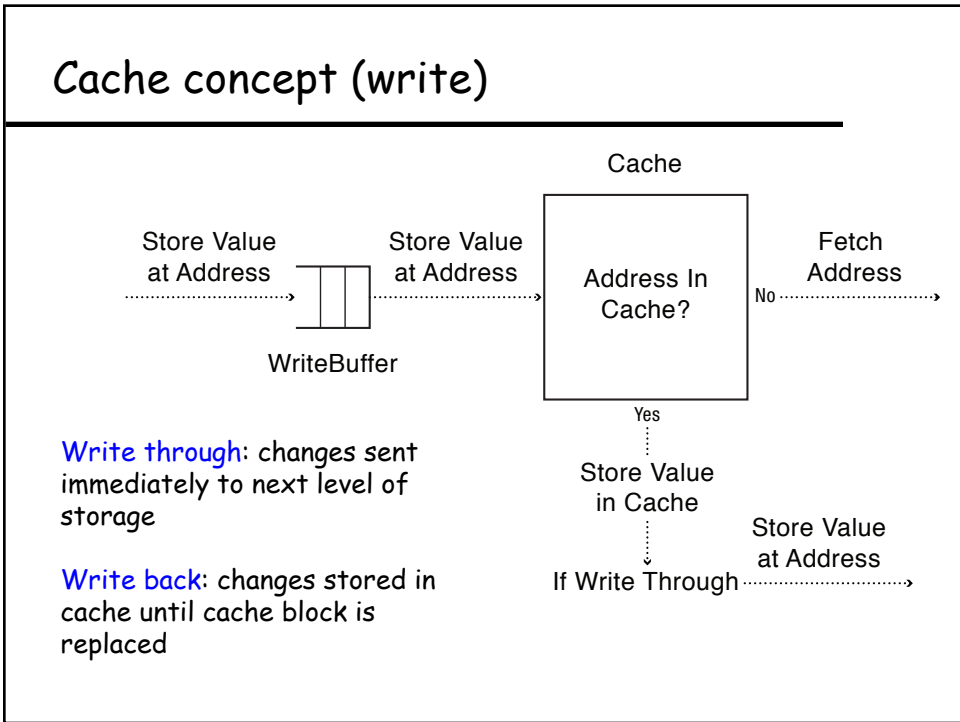 Cache concept (write)
Cache
Store Value
at Address
Store Value
at Address
WriteBuffer
Address In
Cache?
No
Fetch
Address
Yes
Store Value
in Cache
If Write Through
Store Value
at Address
Write through: changes sent
immediately to next level of
storage
Write back: changes stored in
cache until cache block is
replaced